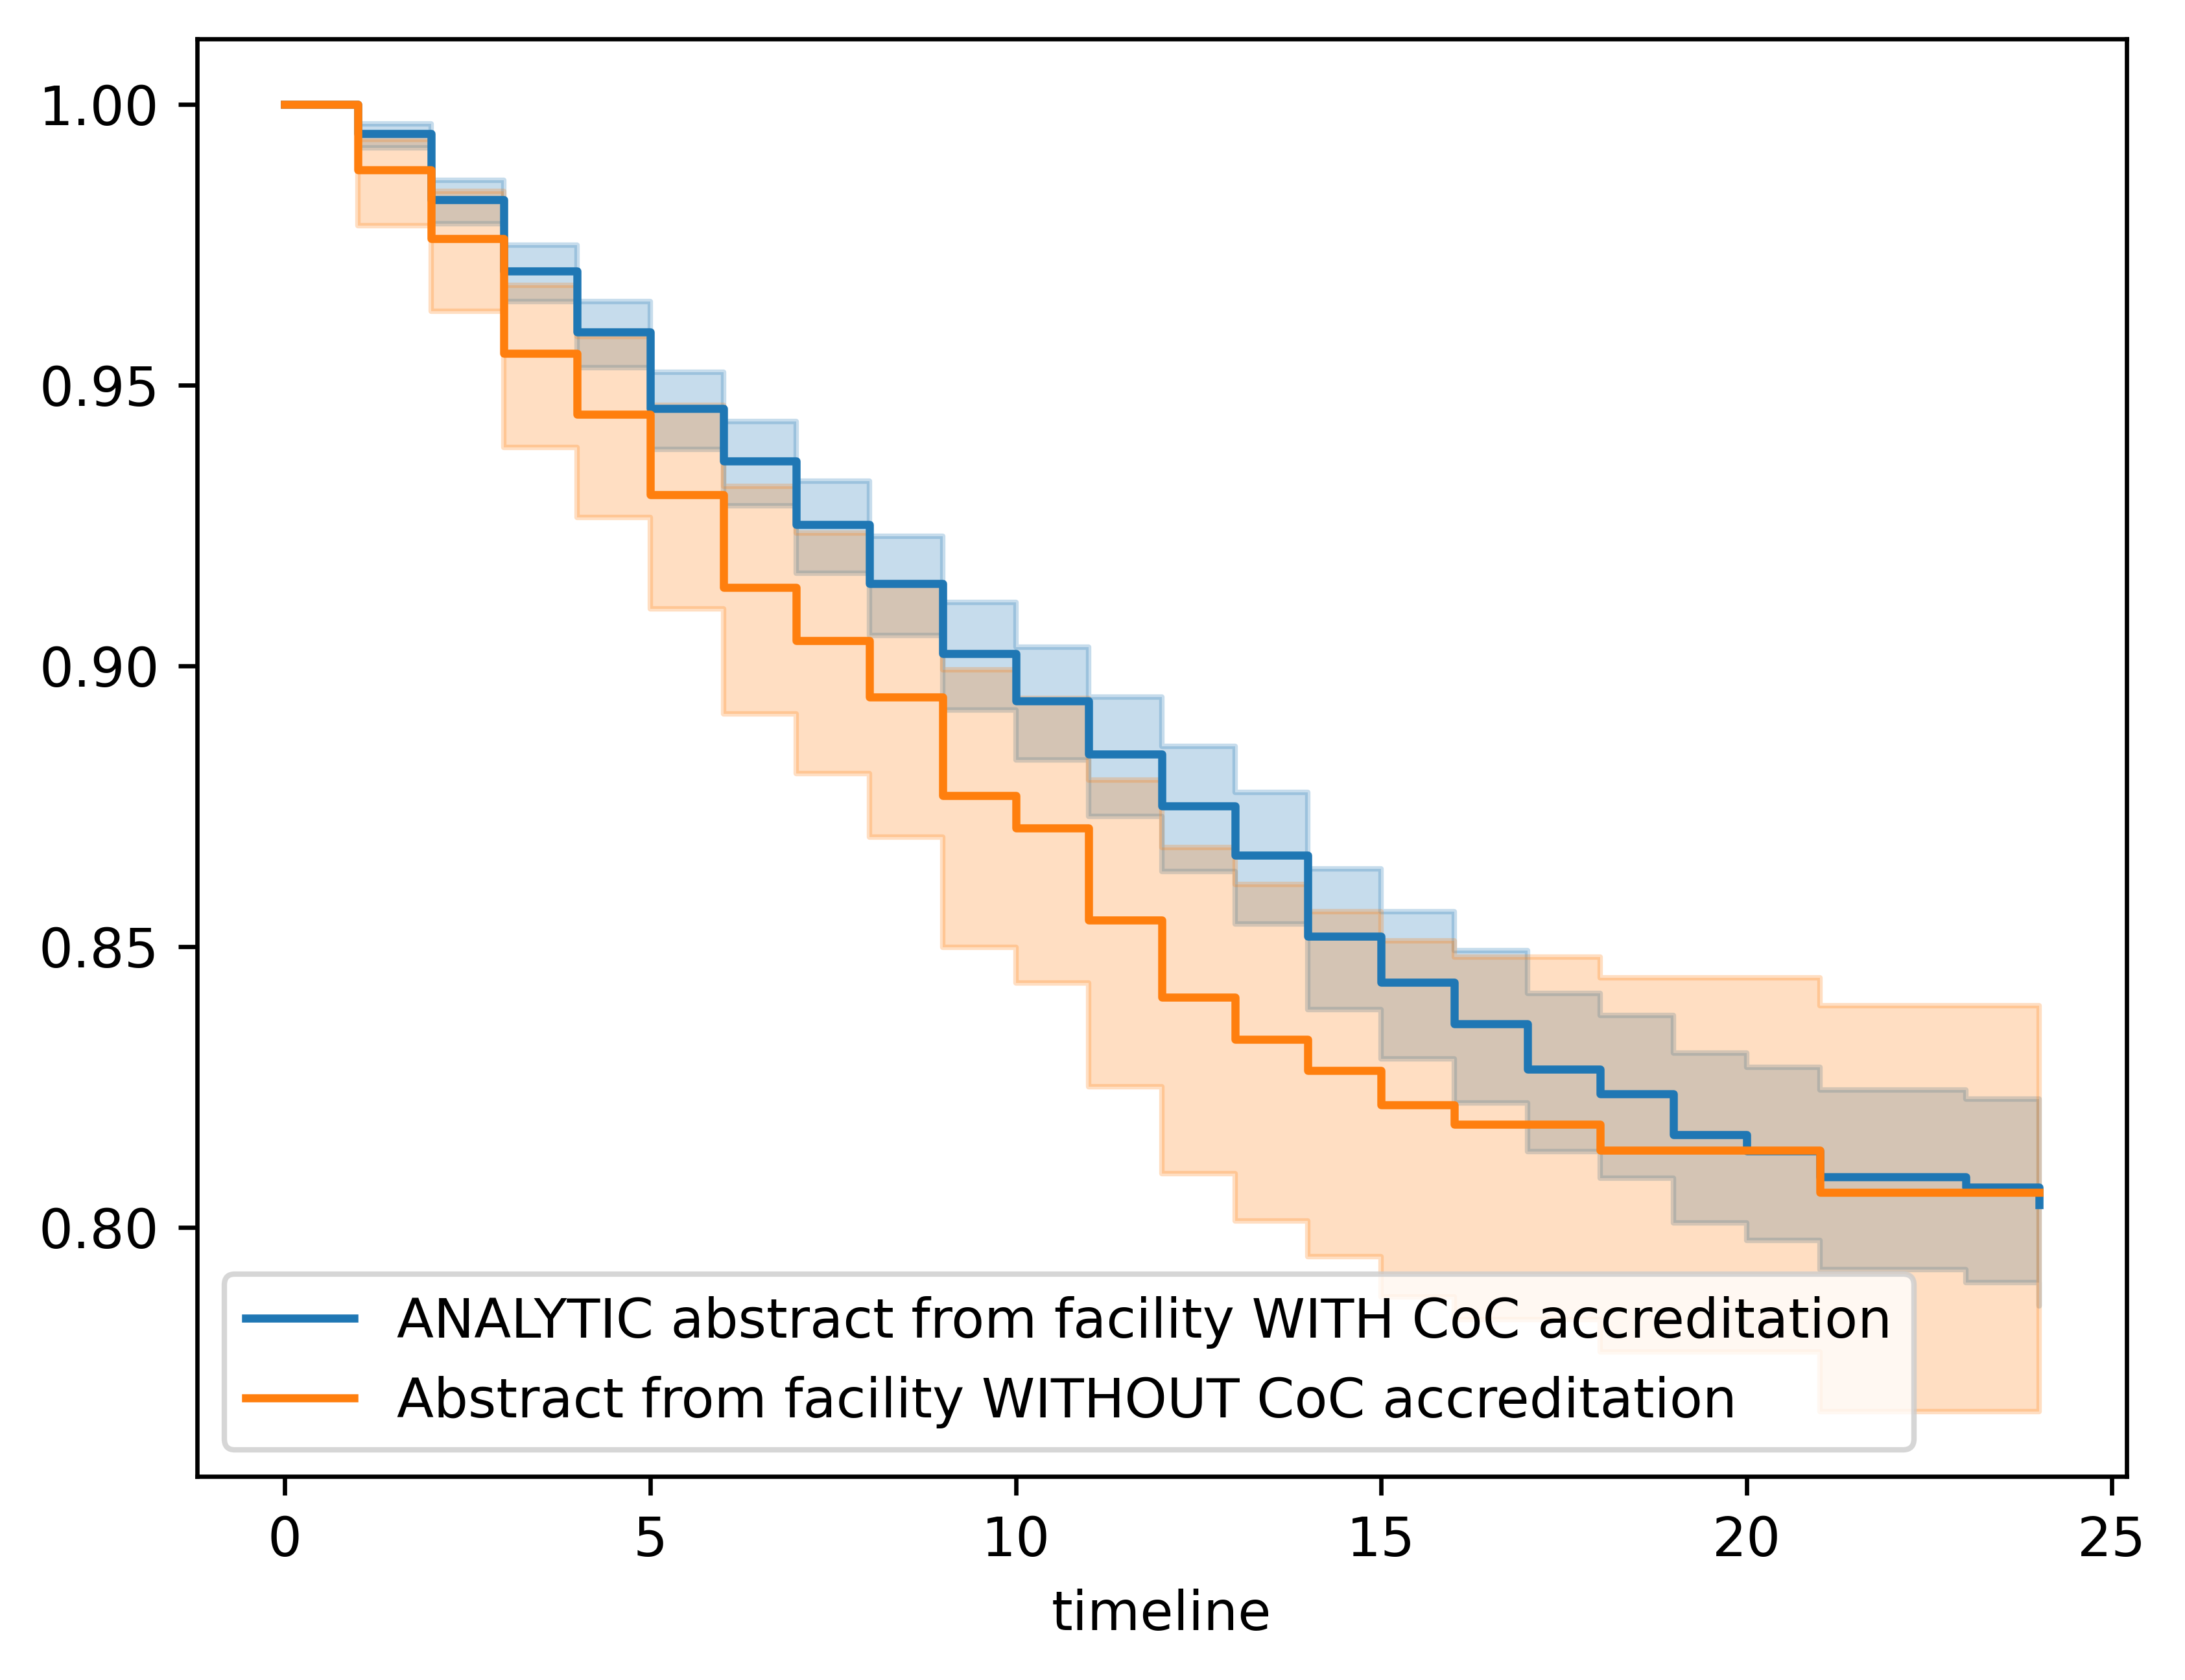 1.00
0.95
0.90
0.85
0.80
ANALYTIC abstract from facility WITH CoC accreditation
Abstract from facility WITHOUT CoC accreditation
0 5 10 15 20 25
timeline